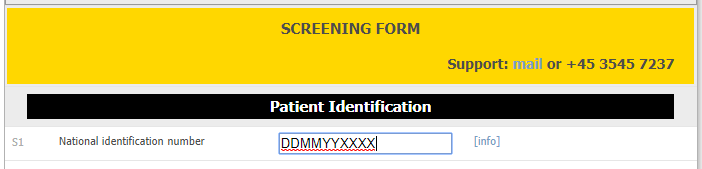 SCREENING FORM
Support: mail or +45 3545 7237
Patient Identification
S1 National identification number DDMMYYXXXX [info]